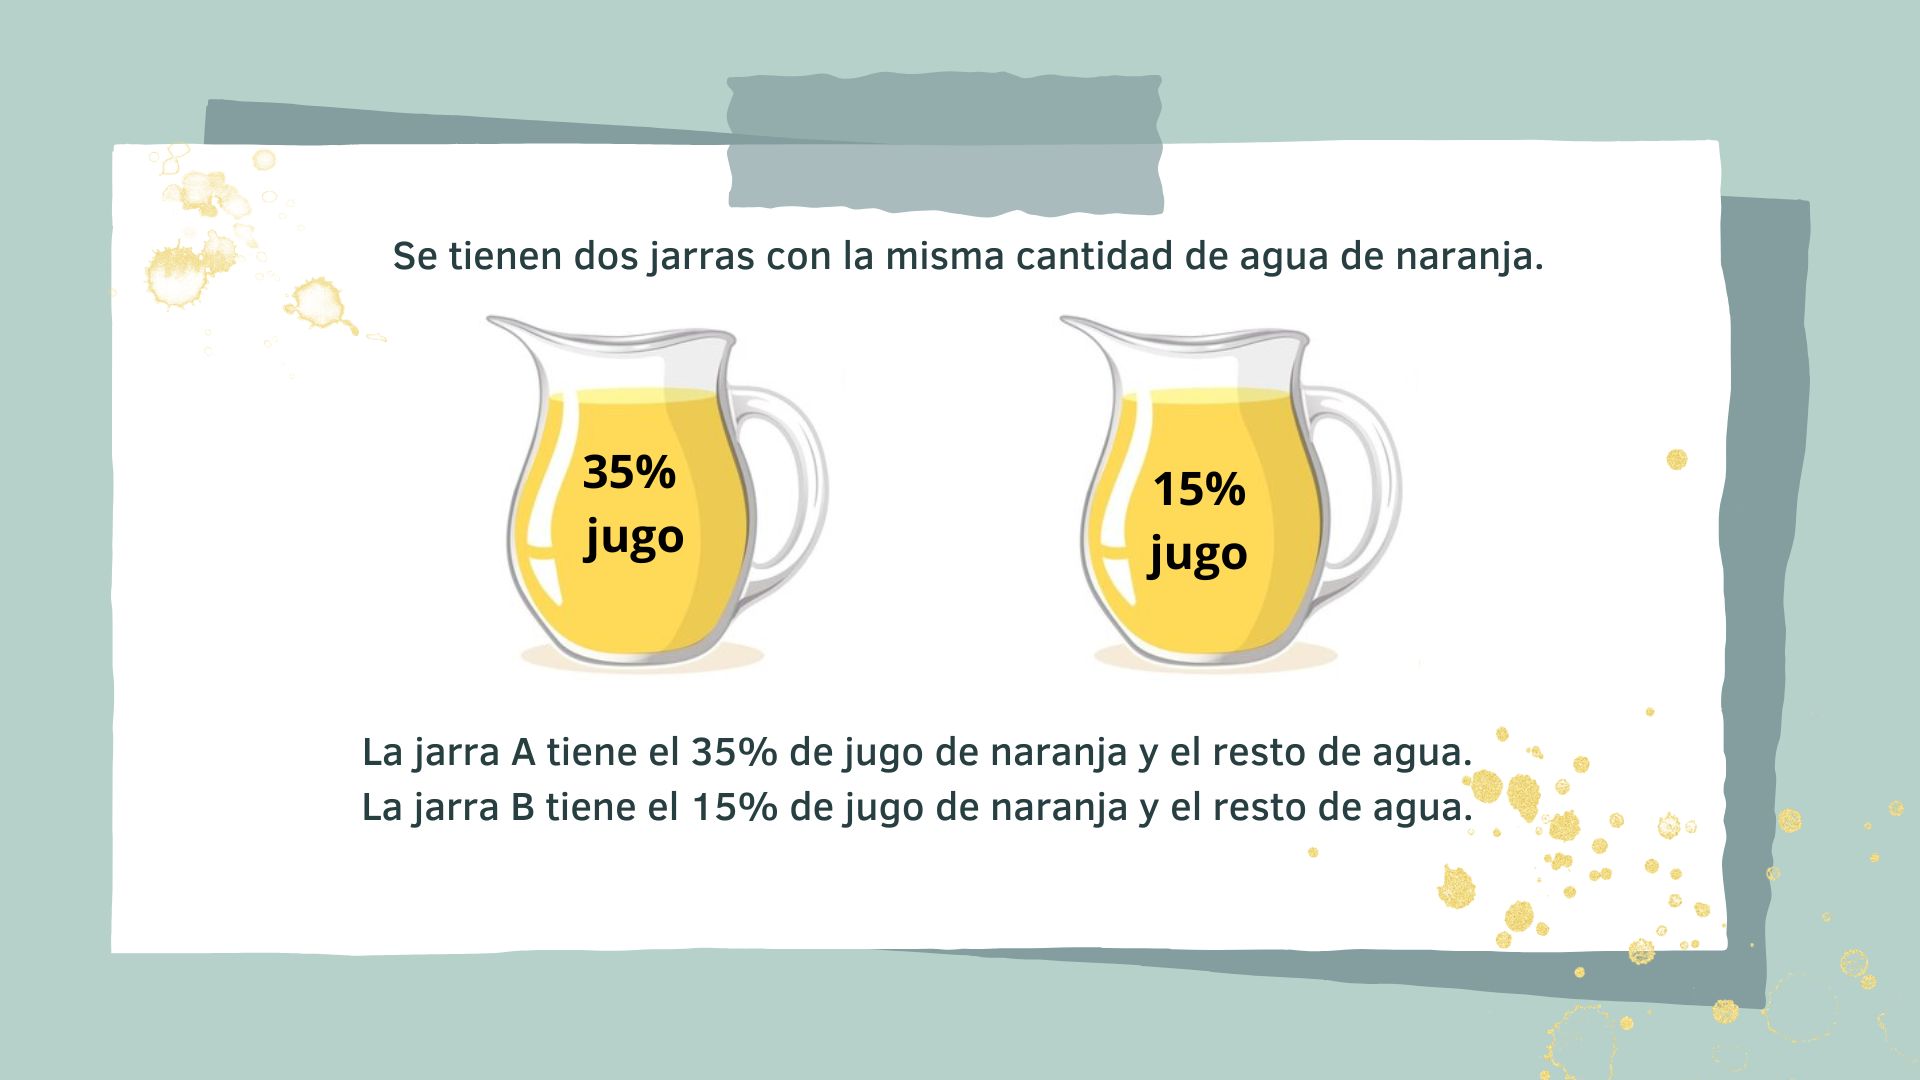 Se tienen dos jarras con la misma cantidad de agua de naranja.
35%
jugo
15%
jugo
La jarra A tiene el 35% de jugo de naranja y el resto de agua.
La jarra B tiene el 15% de jugo de naranja y el resto de agua.